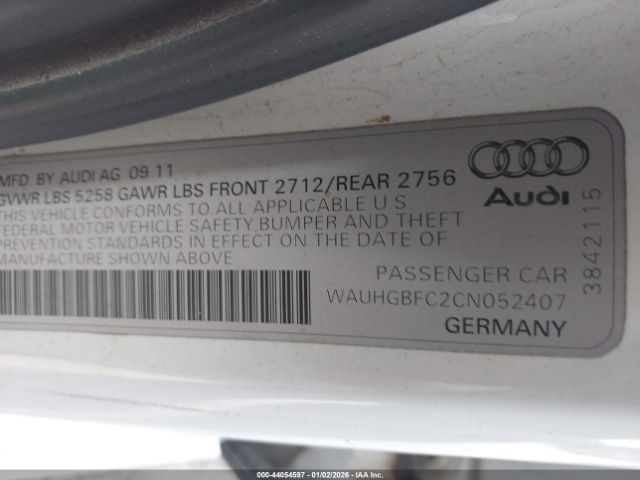 MFD. BY AUDI AG 09 11
GVWR LBS 5258 GAWR LBS FRONT 2712/REAR 2756
THIS VEHICLE CONFORMS TO ALL APPLICABLE U S
FEDERAL MOTOR VEHICLE SAFETY,BUMPER AND THEFT
PREVENTION STANDARDS IN EFFECT ON THE DATE OF
MANUFACTURE SHOWN ABOVE
Audi
3842115
PASSENGER CAR
WAUHGBFC2CN052407
GERMANY
000-44054597 - 01/02/2026 - IAAI.COM